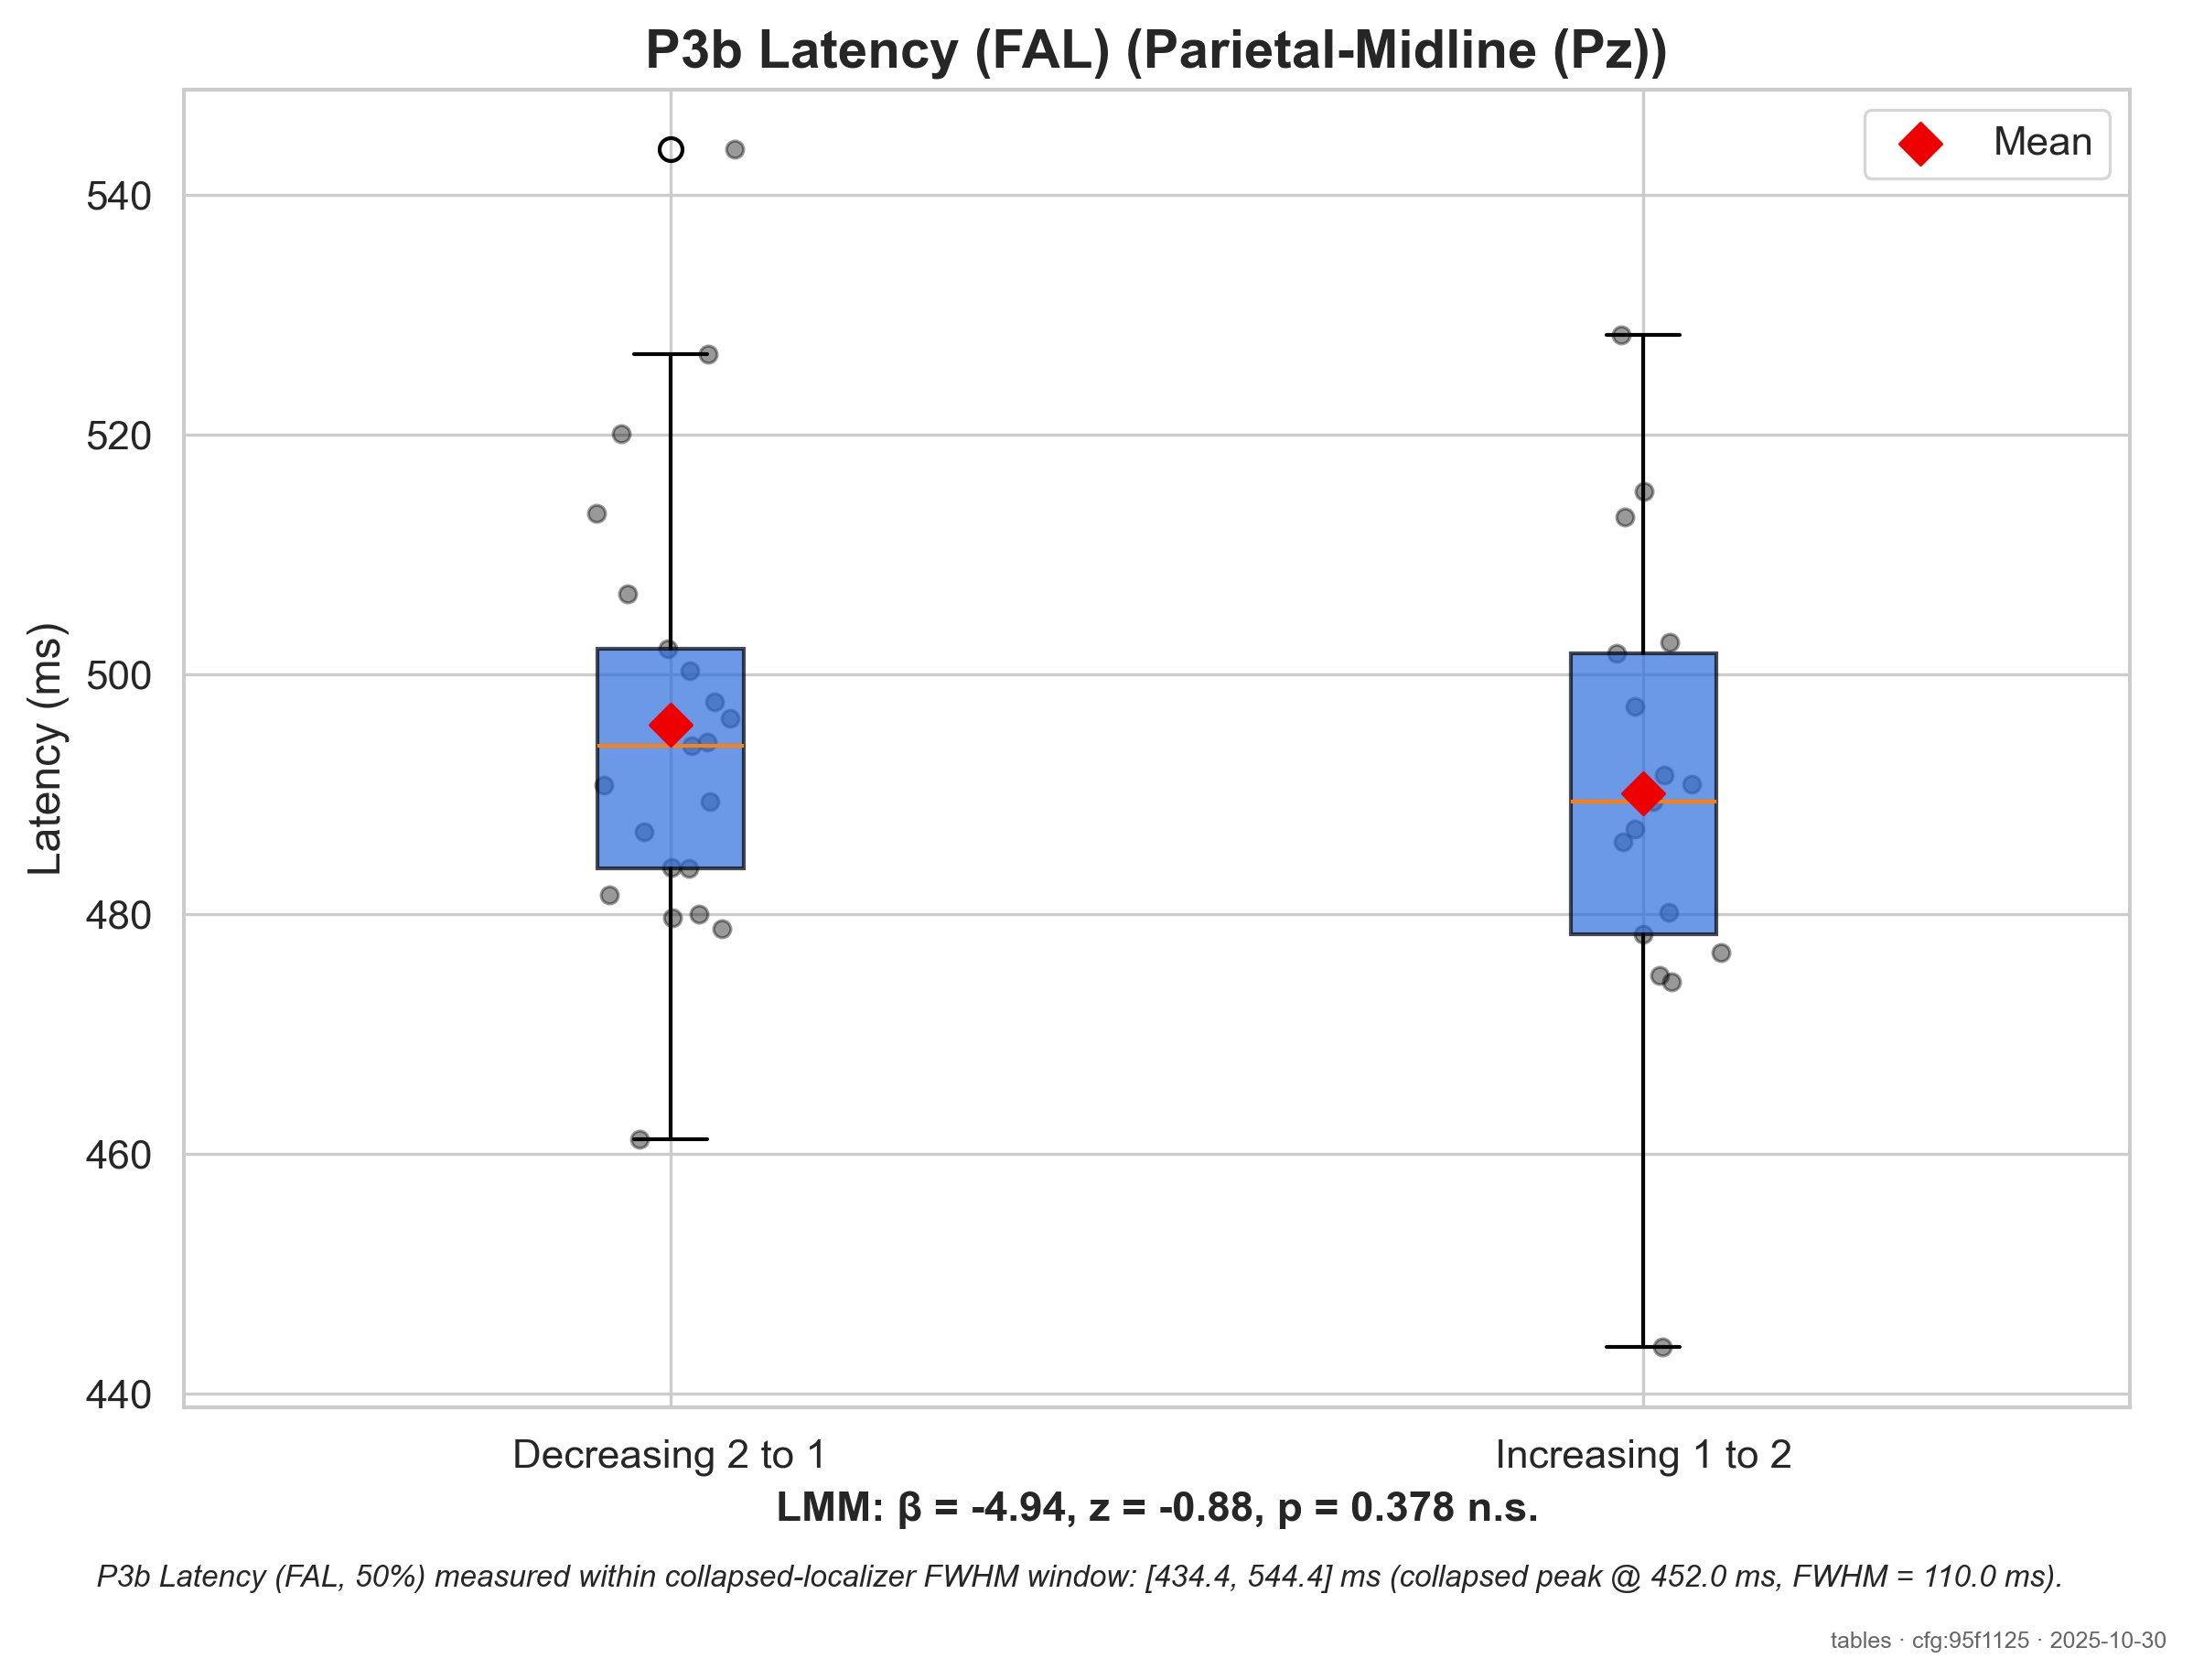 P3b Latency (FAL) (Parietal-Midline (Pz))
Mean
540
520
500
480
460
440
Latency (ms)
Decreasing 2 to 1
Increasing 1 to 2
LMM: β = -4.94, z = -0.88, p = 0.378 n.s.
P3b Latency (FAL, 50%) measured within collapsed-localizer FWHM window: [434.4, 544.4] ms (collapsed peak @ 452.0 ms, FWHM = 110.0 ms).
tables · cfg:95f1125 · 2025-10-30